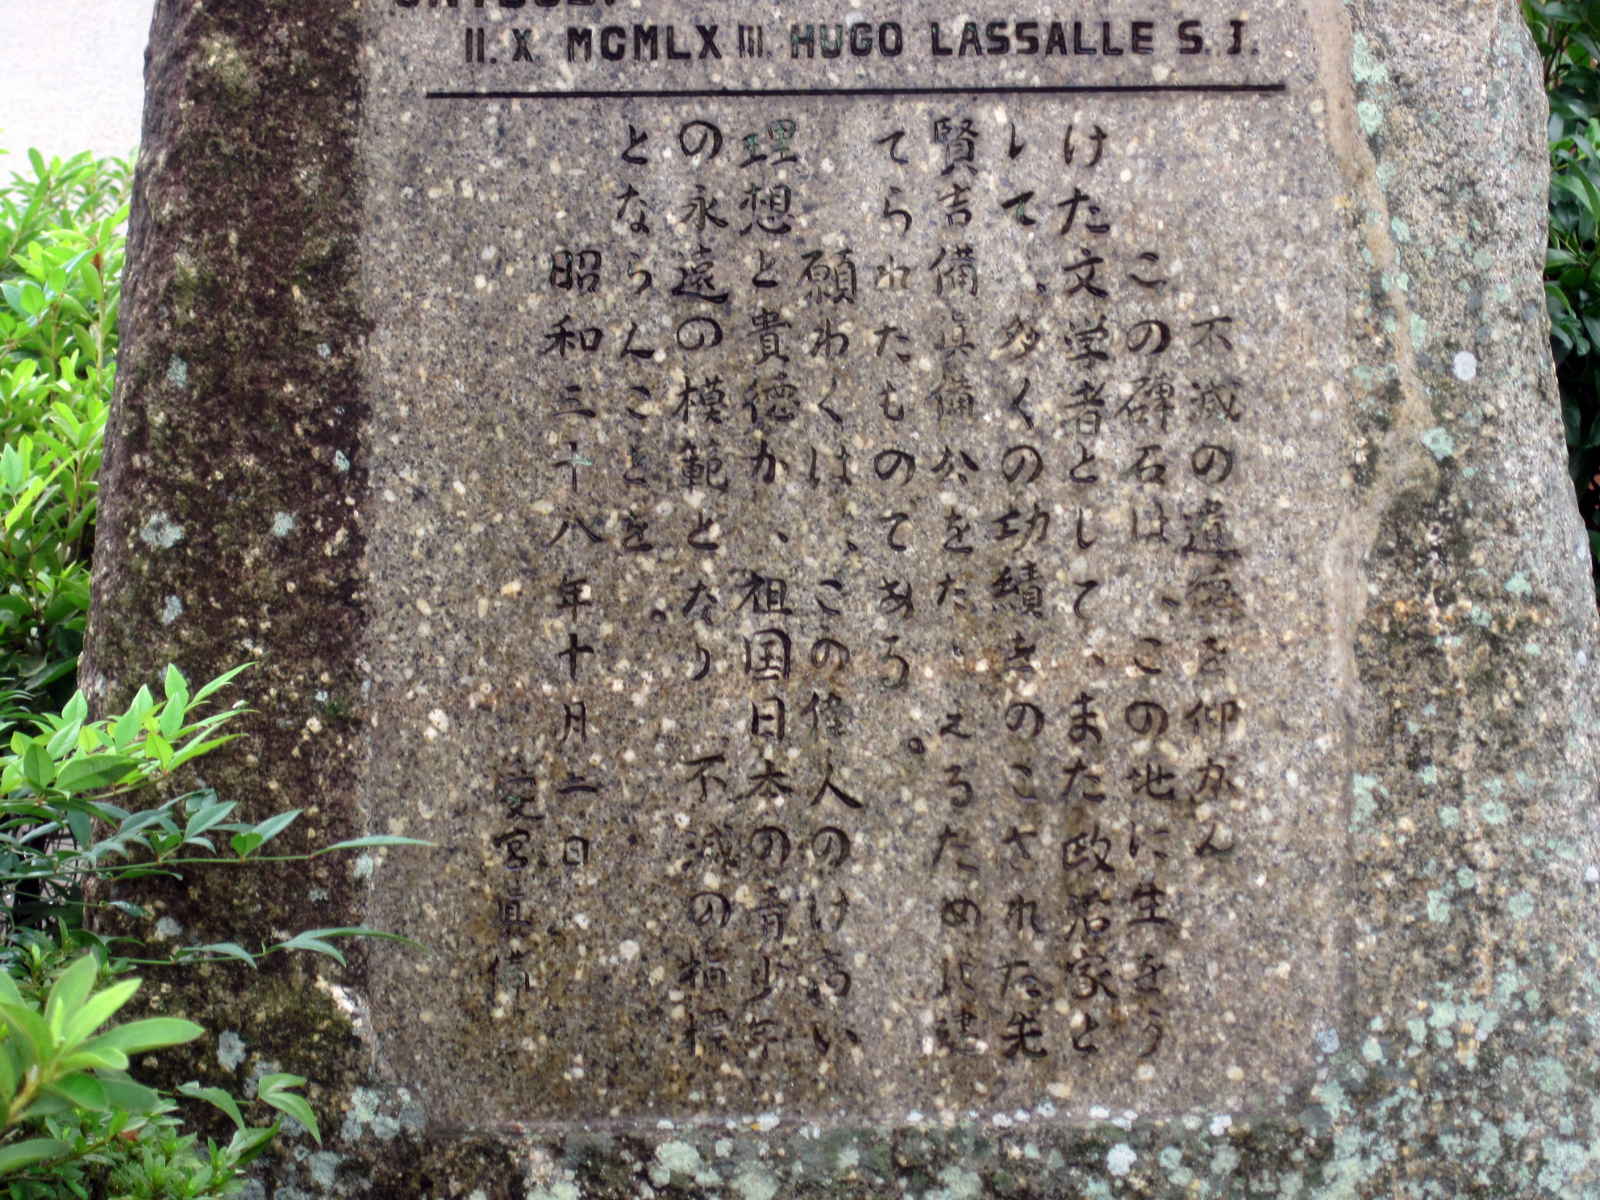 II. X MCMLXIII. HUGO LASSALLE S. J.
不滅の遺徳を仰がん
この碑石は、この地に生をう
けた文学者として、また政治家と
して、多くの功績をのこされた先
賢吉備眞備公をたゝえるために建
てられたものである。
願わくは、この偉人のけ高い
理想と貴徳が、祖国日本の青少年
の永遠の模範となり、不滅の指標
とならんことを。
昭和三十八年十月二日
愛宮真備